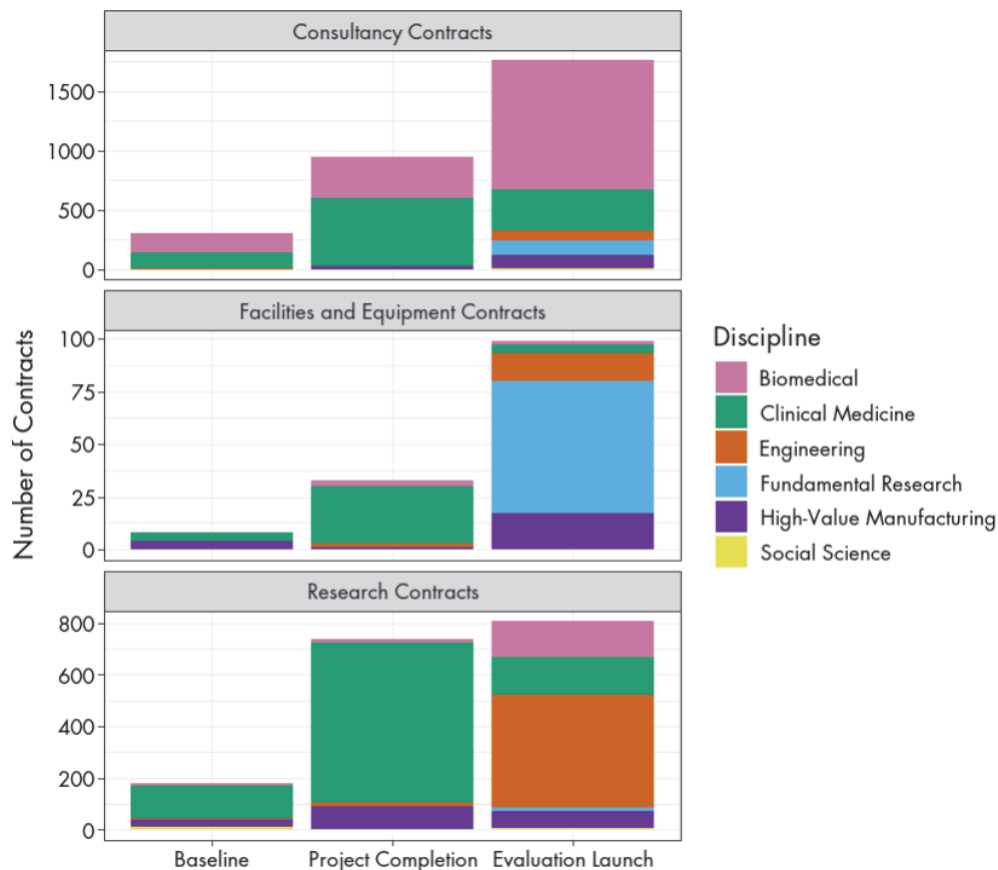 Consultancy Contracts
1500
1000
500
0
Facilities and Equipment Contracts
100
75
50
25
0
Research Contracts
800
600
400
200
0
Number of Contracts
Baseline
Project Completion
Evaluation Launch
Discipline
Biomedical
Clinical Medicine
Engineering
Fundamental Research
High-Value Manufacturing
Social Science